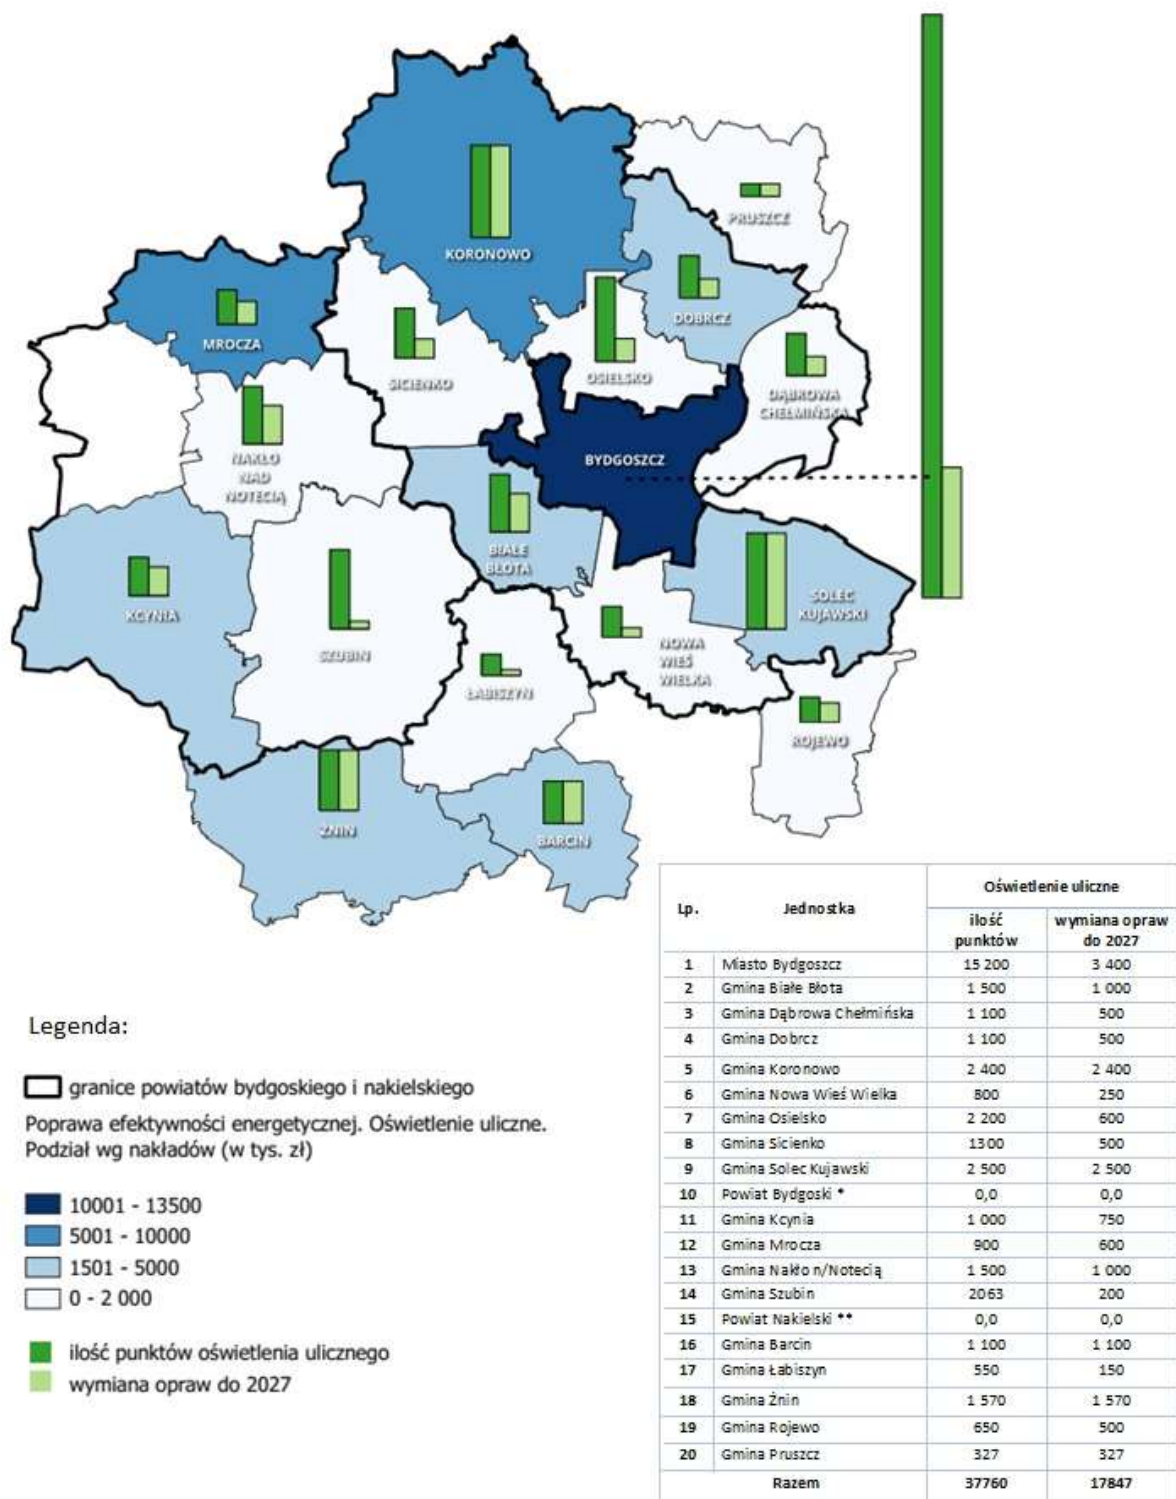 KORONOWO
PRUSZCZ
DOBRCZ
MROCZA
SICIENKO
OSIELSKO
DĄBROWA
CHEŁMIŃSKA
NAKŁO
NAD
NOTECIĄ
BYDGOSZCZ
BIAŁE
BŁOTA
KCYNIA
SOLEC
KUJAWSKI
SZUBIN
NOWA
WIEŚ
WIELKA
ŁABISZYN
ROJEWO
ŻNIN
BARCIN
Lp. Jednostka Oświetlenie uliczne
ilość punktów wymiana opraw do 2027
1 Miasto Bydgoszcz 15 200 3 400
2 Gmina Białe Błota 1 500 1 000
3 Gmina Dąbrowa Chełmińska 1 100 500
4 Gmina Dobrcz 1 100 500
5 Gmina Koronowo 2 400 2 400
6 Gmina Nowa Wieś Wielka 800 250
7 Gmina Osielsko 2 200 600
8 Gmina Sicienko 1300 500
9 Gmina Solec Kujawski 2 500 2 500
10 Powiat Bydgoski * 0,0 0,0
11 Gmina Kcynia 1 000 750
12 Gmina Mrocza 900 600
13 Gmina Nakło n/Notecią 1 500 1 000
14 Gmina Szubin 2063 200
15 Powiat Nakielski ** 0,0 0,0
16 Gmina Barcin 1 100 1 100
17 Gmina Łabiszyn 550 150
18 Gmina Żnin 1 570 1 570
19 Gmina Rojewo 650 500
20 Gmina Pruszcz 327 327
Razem 37760 17847
Legenda:
granice powiatów bydgoskiego i nakielskiego
Poprawa efektywności energetycznej. Oświetlenie uliczne.
Podział wg nakładów (w tys. zł)
10001 - 13500
5001 - 10000
1501 - 5000
0 - 2 000
ilość punktów oświetlenia ulicznego
wymiana opraw do 2027